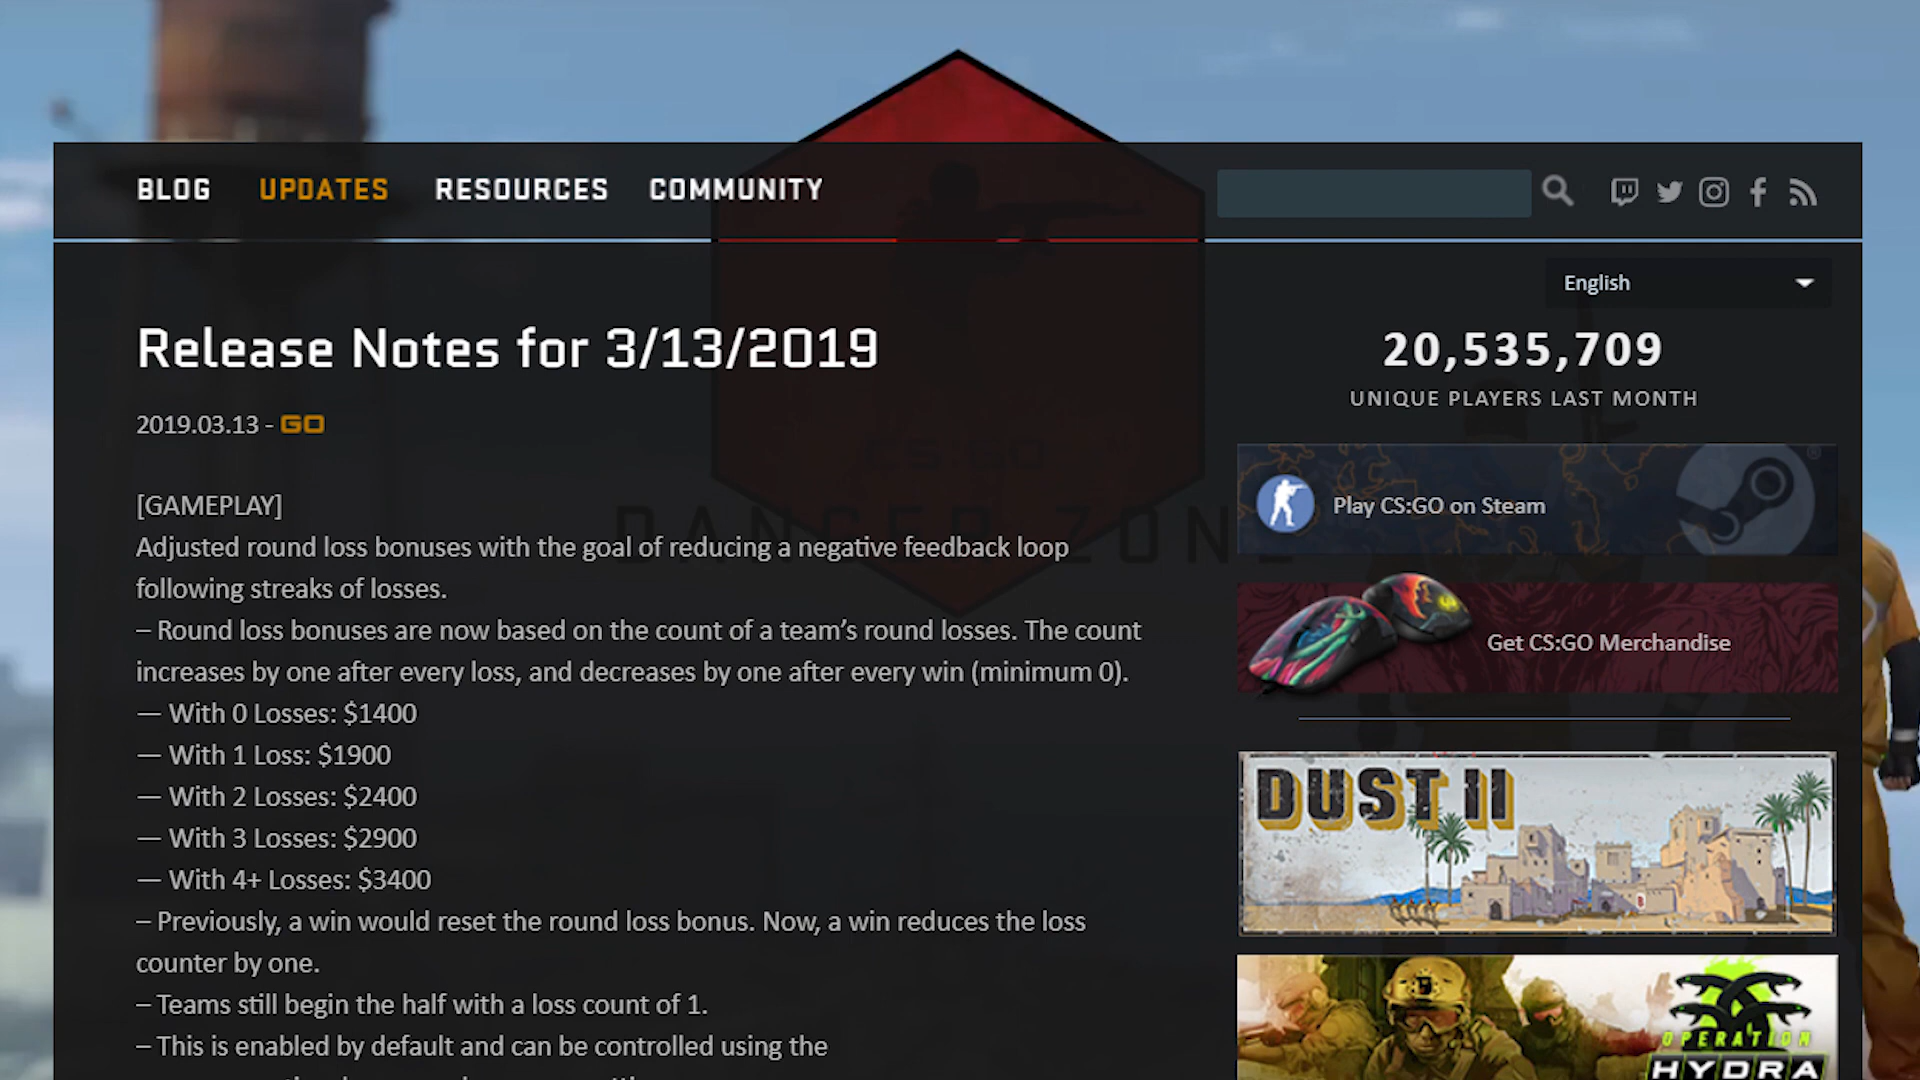 BLOG UPDATES RESOURCES COMMUNITY
English
Release Notes for 3/13/2019
2019.03.13 - GO
[GAMEPLAY]
Adjusted round loss bonuses with the goal of reducing a negative feedback loop
following streaks of losses.
– Round loss bonuses are now based on the count of a team’s round losses. The count
increases by one after every loss, and decreases by one after every win (minimum 0).
— With 0 Losses: $1400
— With 1 Loss: $1900
— With 2 Losses: $2400
— With 3 Losses: $2900
— With 4+ Losses: $3400
– Previously, a win would reset the round loss bonus. Now, a win reduces the loss
counter by one.
– Teams still begin the half with a loss count of 1.
– This is enabled by default and can be controlled using the
20,535,709
UNIQUE PLAYERS LAST MONTH
Play CS:GO on Steam
Get CS:GO Merchandise
DUST II
OPERATION
HYDRA
CS:GO
DANGER ZONE